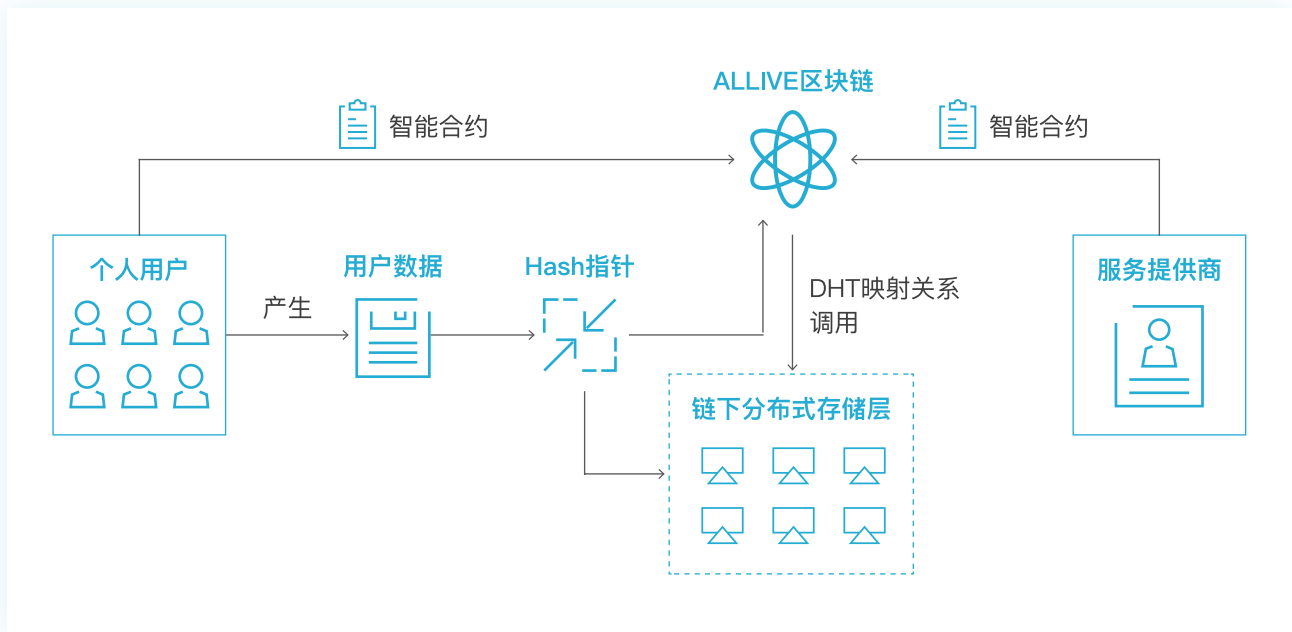 ALLIVE区块链
智能合约
智能合约
个人用户
产生
用户数据
Hash指针
DHT映射关系
调用
服务提供商
链下分布式存储层